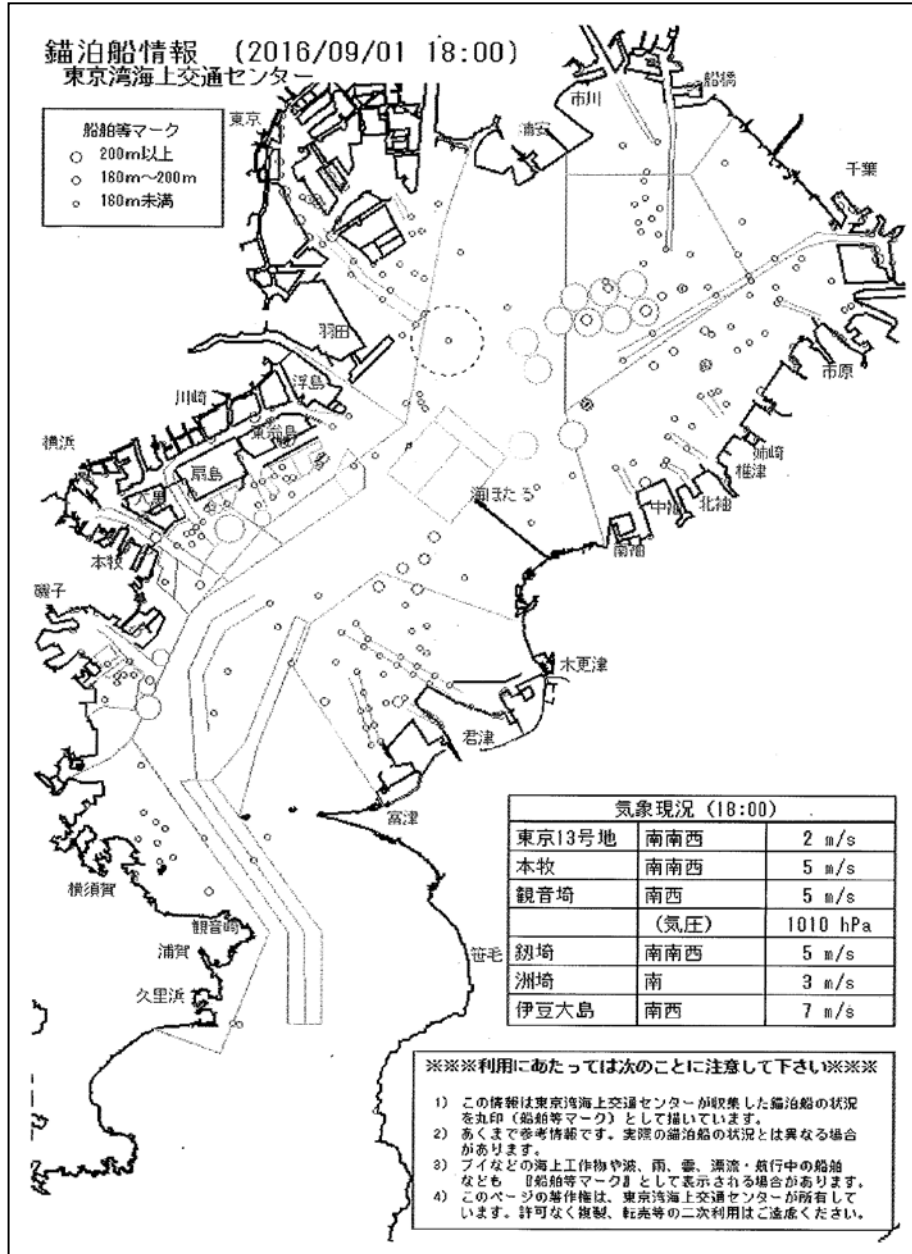 錨泊船情報 (2016/09/01 18:00)
東京湾海上交通センター
船舶等マーク
○ 200m以上
○ 160m～200m
○ 160m未満
東京
市川
船橋
浦安
千葉
羽田
浮島
川崎
東扇島
市原
横浜
扇島
大黒
姉崎
椎津
海ほたる
中袖
北袖
南袖
本牧
磯子
木更津
君津
富津
横須賀
観音崎
浦賀
笹毛
久里浜
気象現況 (18:00)
東京13号地 南南西 2 m/s
本牧 南南西 5 m/s
観音埼 南西 5 m/s
(気圧) 1010 hPa
剱埼 南南西 5 m/s
洲埼 南 3 m/s
伊豆大島 南西 7 m/s
※※※利用にあたっては次のことに注意して下さい※※※
1) この情報は東京湾海上交通センターが収集した錨泊船の状況
を丸印（船舶等マーク）として描いています。
2) あくまで参考情報です。実際の錨泊船の状況とは異なる場合
があります。
3) ブイなどの海上工作物や波、雨、雲、漂流・航行中の船舶
なども 『船舶等マーク』として表示される場合があります。
4) このページの著作権は、東京湾海上交通センターが所有して
います。許可なく複製、転売等の二次利用はご遠慮ください。